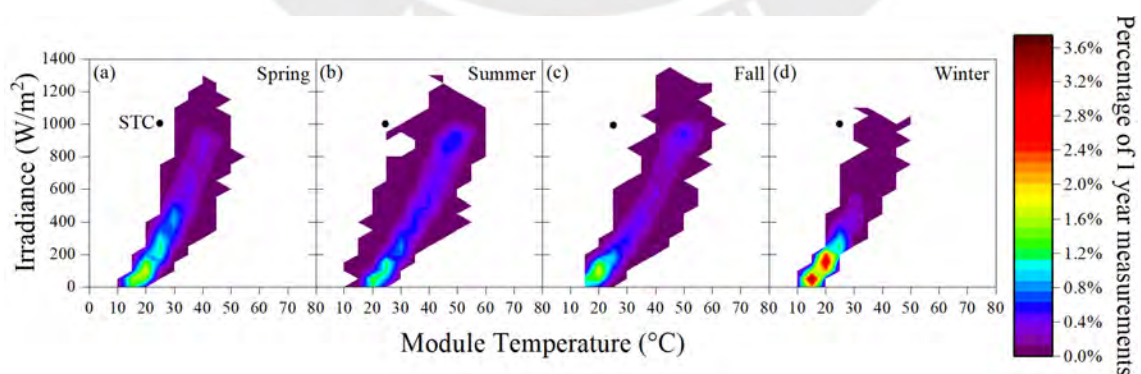 (a) Spring
(b) Summer
(c) Fall
(d) Winter
STC
Irradiance (W/m²)
1400
1200
1000
800
600
400
200
0
0 10 20 30 40 50 60 70 80
10 20 30 40 50 60 70 80
10 20 30 40 50 60 70 80
10 20 30 40 50 60 70 80
Module Temperature (°C)
3.6%
3.2%
2.8%
2.4%
2.0%
1.6%
1.2%
0.8%
0.4%
0.0%
Percentage of 1 year measurements